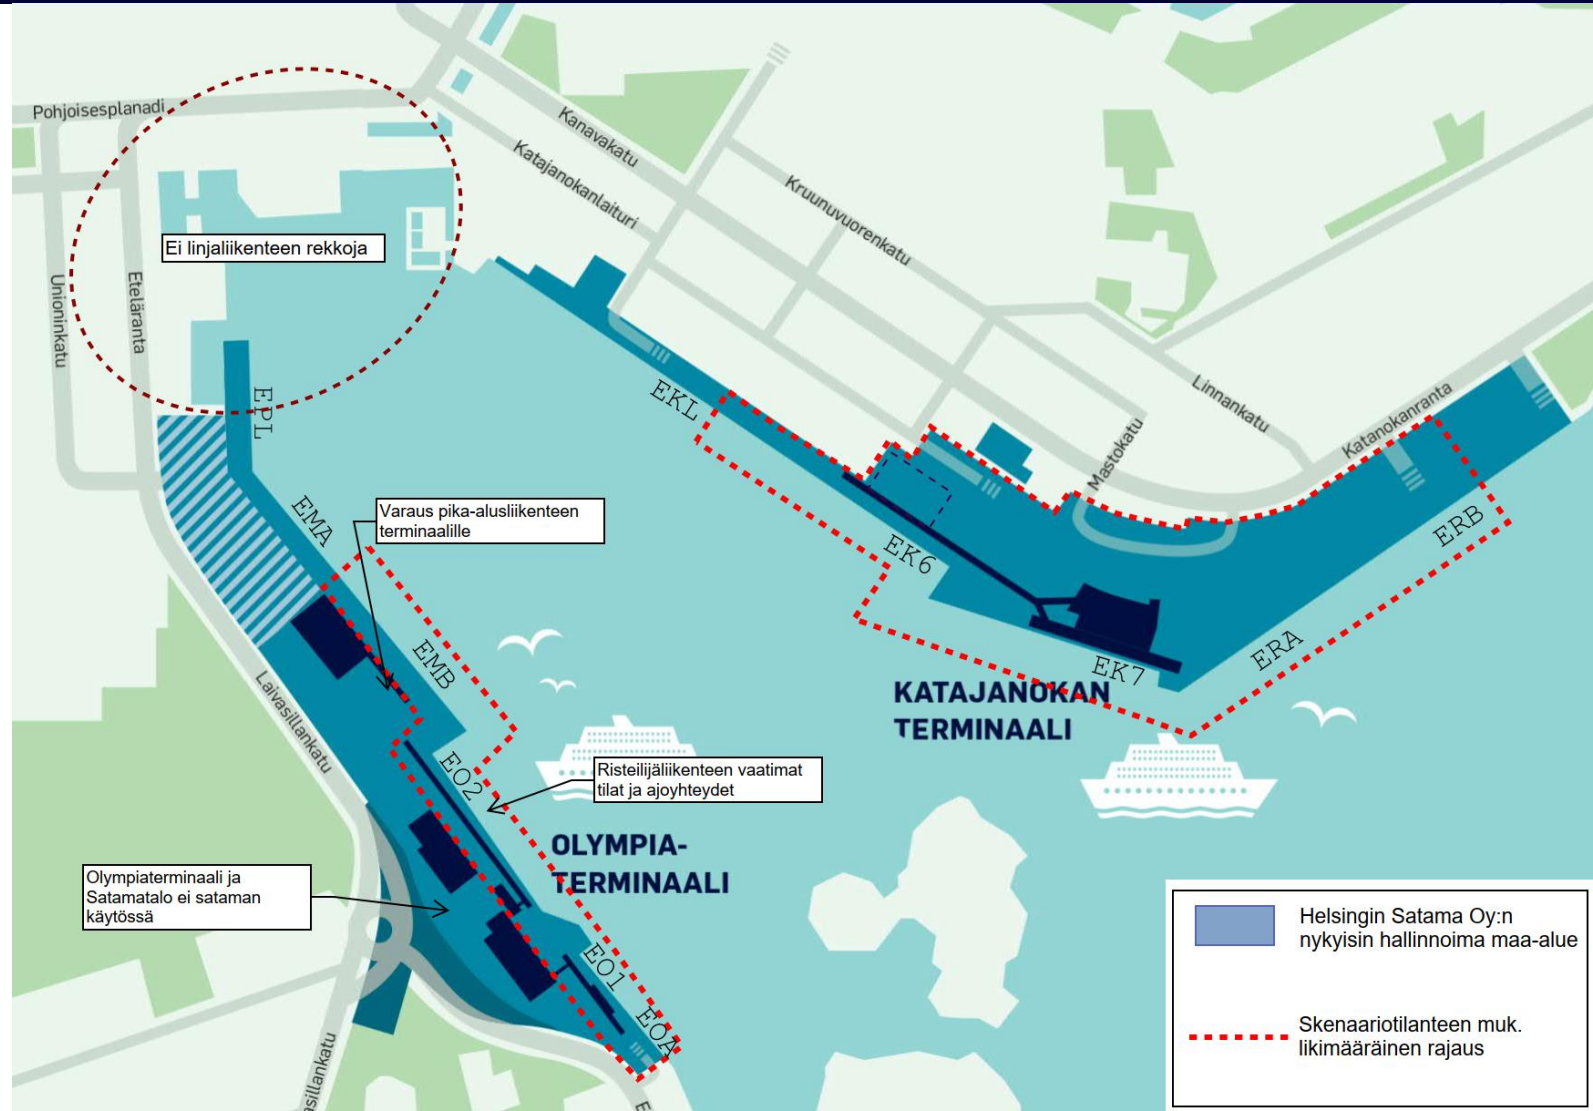 Pohjoisesplanadi
Kanavakatu
Katajanokanlaituri
Kruunuvuorenkatu
Ei linjaliikenteen rekkoja
Unioninkatu
Eteläranta
EPL
EKL
Linnankatu
Katanokanranta
Mastokatu
EMA
Varaus pika-alusliikenteen
terminaalille
EK6
ERB
EMB
ERA
EK7
KATAJANOKAN
TERMINAALI
Laivasillankatu
EO2
Risteilijäliikenteen vaatimat
tilat ja ajoyhteydet
OLYMPIA-
TERMINAALI
Olympiaterminaali ja
Satamatalo ei sataman
käytössä
EO1
EOA
Helsingin Satama Oy:n
nykyisin hallinnoima maa-alue
Skenaariotilanteen muk.
likimääräinen rajaus